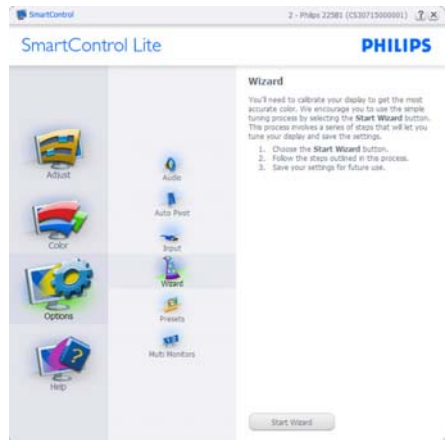 SmartControl
2 - Philips 225B1 (CS30715000001)
SmartControl Lite
PHILIPS
Adjust
Color
Options
Help
Audio
Auto Pivot
Input
Wizard
Presets
Multi Monitors
Wizard
You'll need to calibrate your display to get the most
accurate color. We encourage you to use the simple
tuning process by selecting the Start Wizard button.
This process involves a series of steps that will let you
tune your display and save the settings.
1. Choose the Start Wizard button.
2. Follow the steps outlined in this process.
3. Save your settings for future use.
Start Wizard